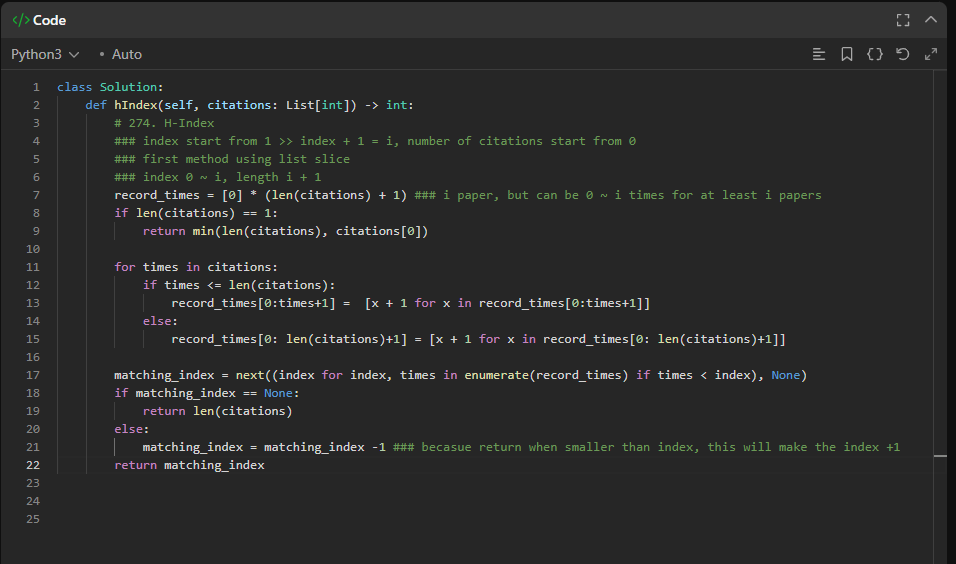 </> Code
Python3 • Auto
1 class Solution:
2     def hIndex(self, citations: List[int]) -> int:
3         # 274. H-Index
4         ### index start from 1 >> index + 1 = i, number of citations start from 0
5         ### first method using list slice
6         ### index 0 ~ i, length i + 1
7         record_times = [0] * (len(citations) + 1) ### i paper, but can be 0 ~ i times for at least i papers
8         if len(citations) == 1:
9             return min(len(citations), citations[0])
10
11         for times in citations:
12             if times <= len(citations):
13                 record_times[0:times+1] =  [x + 1 for x in record_times[0:times+1]]
14             else:
15                 record_times[0: len(citations)+1] = [x + 1 for x in record_times[0: len(citations)+1]]
16
17         matching_index = next((index for index, times in enumerate(record_times) if times < index), None)
18         if matching_index == None:
19             return len(citations)
20         else:
21             matching_index = matching_index -1 ### becasue return when smaller than index, this will make the index +1
22         return matching_index
23
24
25